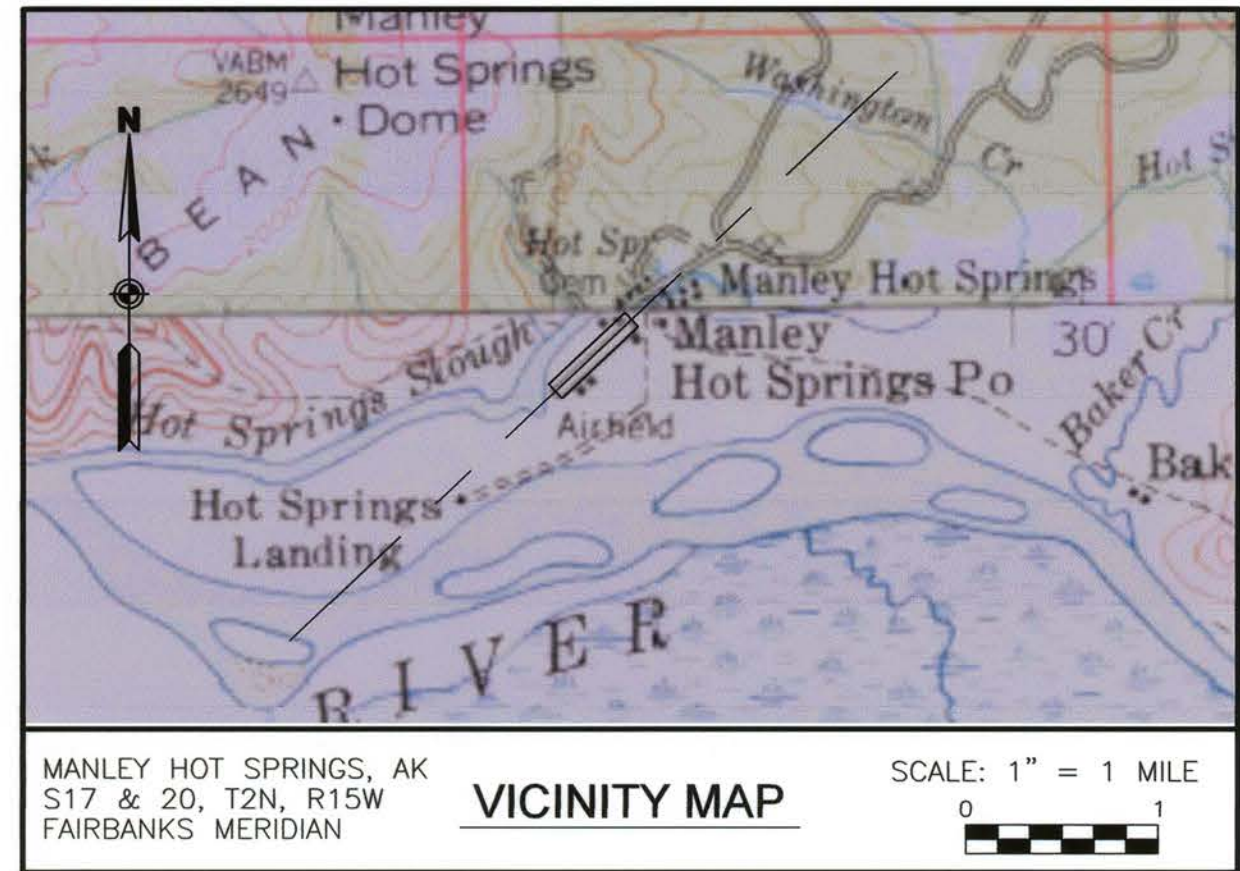 Manley
VABM
2649
Hot Springs
Dome
N
BEAN
2000
Washington
Cr
Hot Spr
Manley Hot Springs
Manley
Hot Springs Po
30'
Hot Springs Slough
Airfield
Baker Cr
Bak
Hot Springs
Landing
RIVER
MANLEY HOT SPRINGS, AK
S17 & 20, T2N, R15W
FAIRBANKS MERIDIAN
VICINITY MAP
SCALE: 1" = 1 MILE
0 1